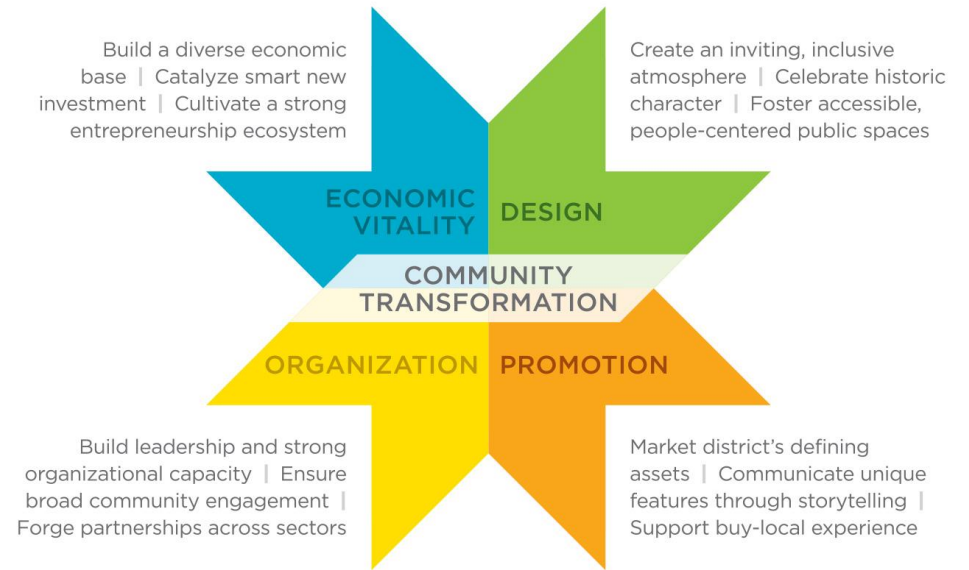 Build a diverse economic
base | Catalyze smart new
investment | Cultivate a strong
entrepreneurship ecosystem
Create an inviting, inclusive
atmosphere | Celebrate historic
character | Foster accessible,
people-centered public spaces
ECONOMIC
VITALITY
DESIGN
COMMUNITY
TRANSFORMATION
ORGANIZATION
PROMOTION
Build leadership and strong
organizational capacity | Ensure
broad community engagement |
Forge partnerships across sectors
Market district’s defining
assets | Communicate unique
features through storytelling |
Support buy-local experience